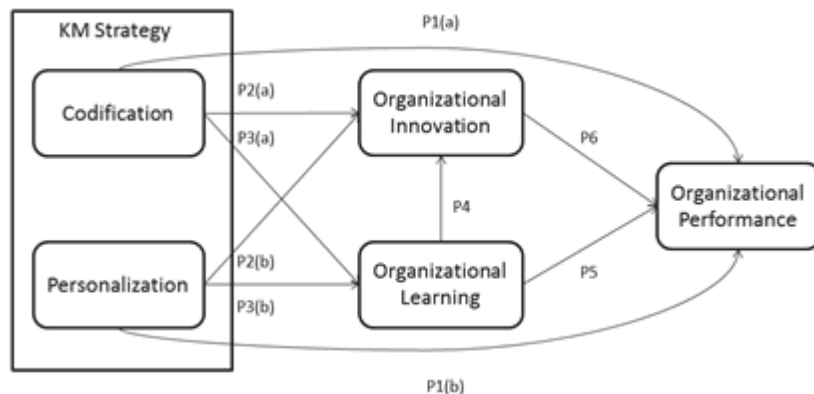 P1(a)
KM Strategy
Codification
P2(a)
P3(a)
Organizational
Innovation
P6
Organizational
Performance
P4
Personalization
P2(b)
P3(b)
Organizational
Learning
P5
P1(b)